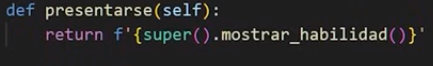 def presentarse(self):
    return f'{super().mostrar_habilidad()}'